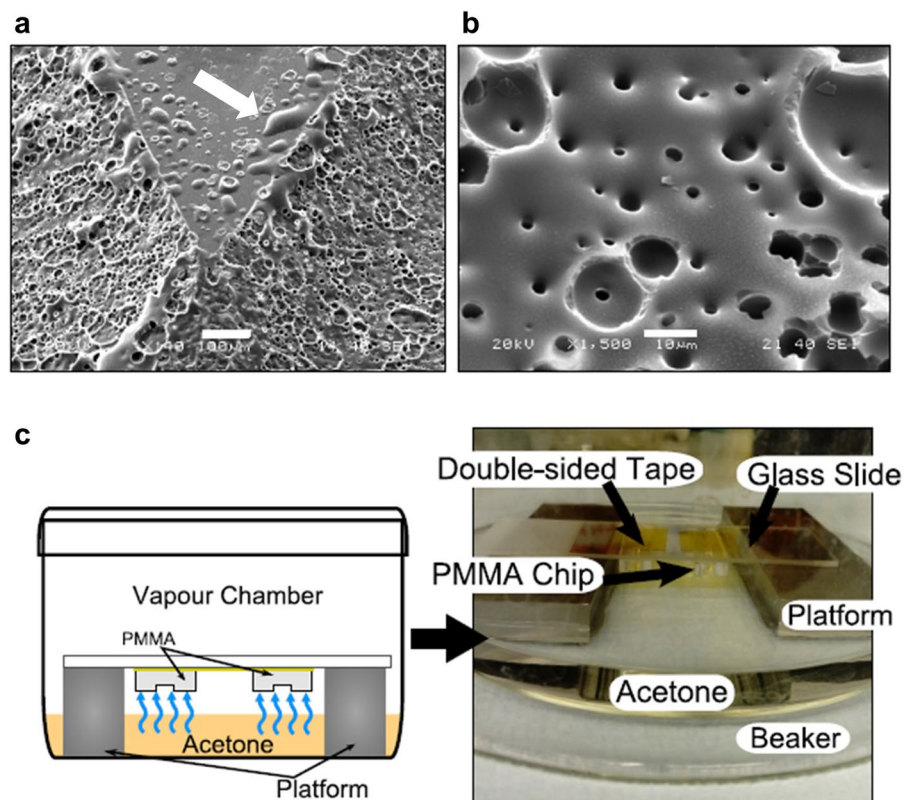 a
b
X140 100µm
20kV X1,500 10µm 21 40 SEI
c
Double-sided Tape
Glass Slide
PMMA Chip
Platform
Acetone
Beaker
Vapour Chamber
PMMA
Acetone
Platform